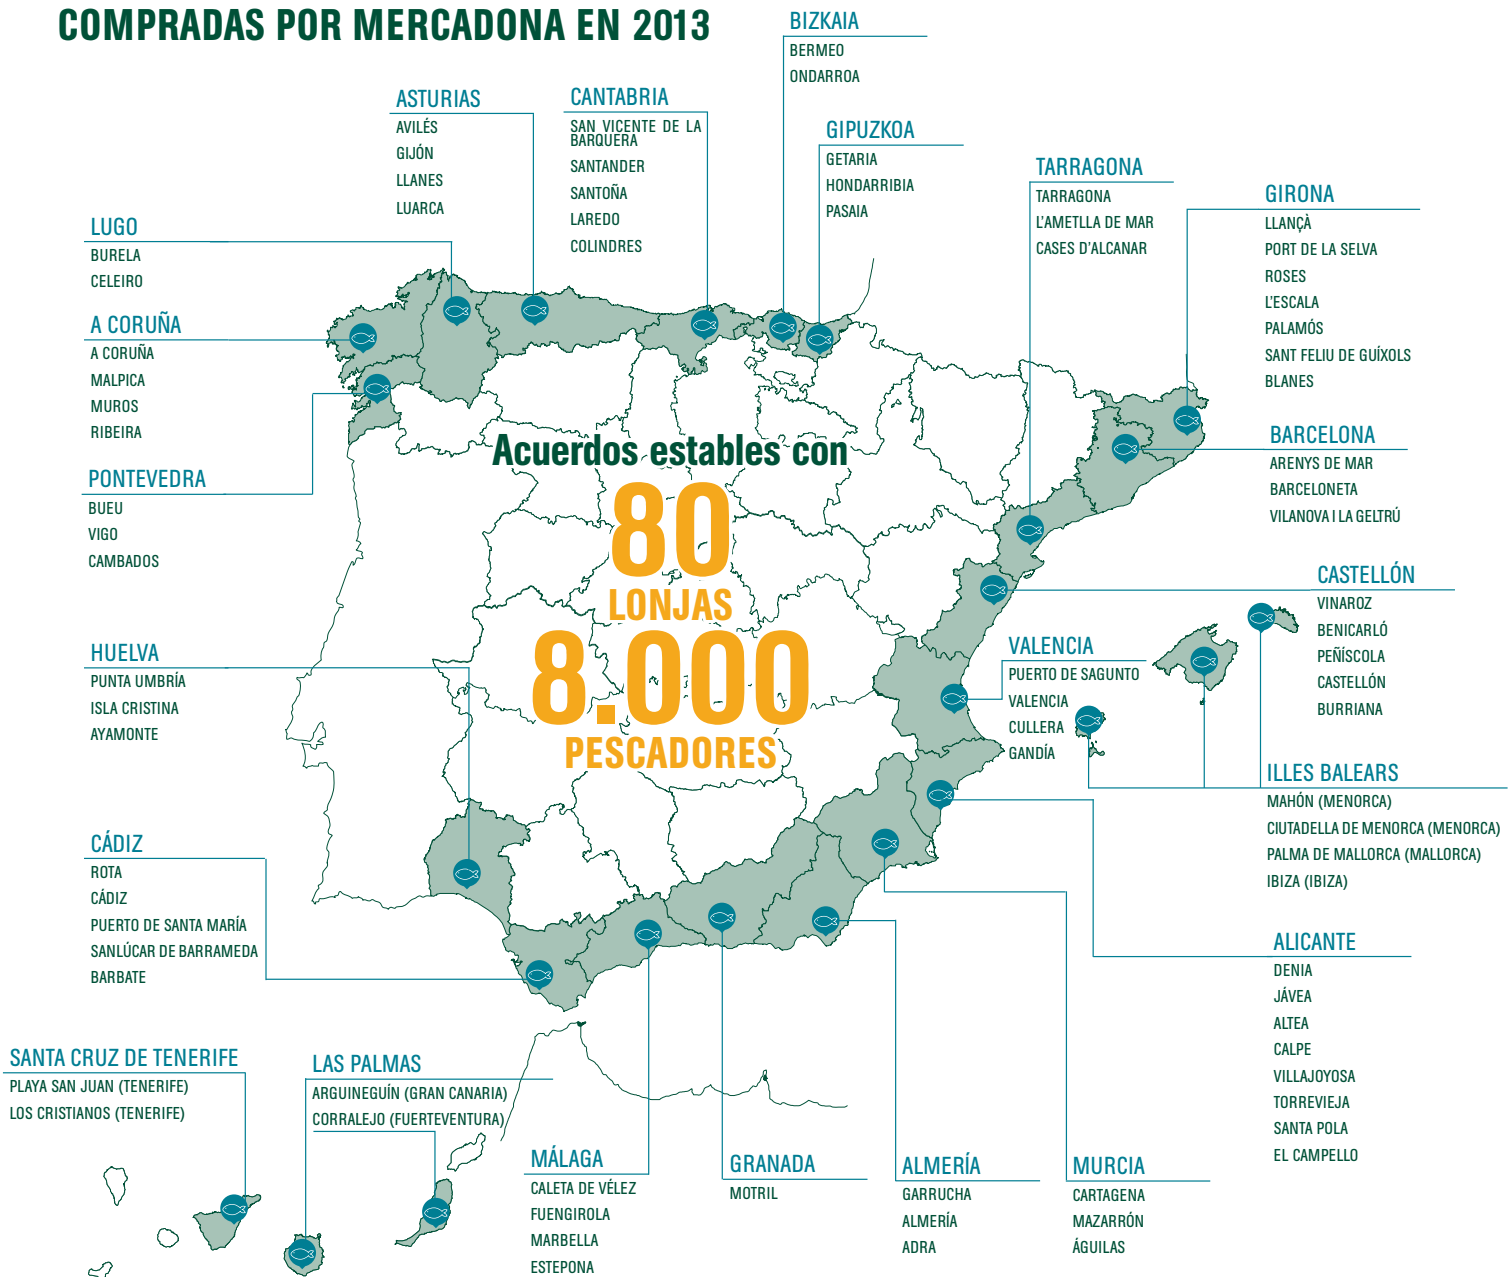 COMPRADAS POR MERCADONA EN 2013
BIZKAIA
BERMEO
ONDARROA
ASTURIAS
AVILÉS
GIJÓN
LLANES
LUARCA
CANTABRIA
SAN VICENTE DE LA
BARQUERA
SANTANDER
SANTOÑA
LAREDO
COLINDRES
GIPUZKOA
GETARIA
HONDARRIBIA
PASAIA
TARRAGONA
TARRAGONA
L'AMETLLA DE MAR
CASES D'ALCANAR
GIRONA
LLANÇÀ
PORT DE LA SELVA
ROSES
L'ESCALA
PALAMÓS
SANT FELIU DE GUÍXOLS
BLANES
LUGO
BURELA
CELEIRO
A CORUÑA
A CORUÑA
MALPICA
MUROS
RIBEIRA
PONTEVEDRA
BUEU
VIGO
CAMBADOS
Acuerdos estables con
80
LONJAS
8.000
PESCADORES
BARCELONA
ARENYS DE MAR
BARCELONETA
VILANOVA I LA GELTRÚ
CASTELLÓN
VINAROZ
BENICARLÓ
PEÑÍSCOLA
CASTELLÓN
BURRIANA
VALENCIA
PUERTO DE SAGUNTO
VALENCIA
CULLERA
GANDÍA
HUELVA
PUNTA UMBRÍA
ISLA CRISTINA
AYAMONTE
ILLES BALEARS
MAHÓN (MENORCA)
CIUTADELLA DE MENORCA (MENORCA)
PALMA DE MALLORCA (MALLORCA)
IBIZA (IBIZA)
CÁDIZ
ROTA
CÁDIZ
PUERTO DE SANTA MARÍA
SANLÚCAR DE BARRAMEDA
BARBATE
ALICANTE
DENIA
JÁVEA
ALTEA
CALPE
VILLAJOYOSA
TORREVIEJA
SANTA POLA
EL CAMPELLO
SANTA CRUZ DE TENERIFE
PLAYA SAN JUAN (TENERIFE)
LOS CRISTIANOS (TENERIFE)
LAS PALMAS
ARGUINEGUÍN (GRAN CANARIA)
CORRALEJO (FUERTEVENTURA)
MÁLAGA
CALETA DE VÉLEZ
FUENGIROLA
MARBELLA
ESTEPONA
GRANADA
MOTRIL
ALMERÍA
GARRUCHA
ALMERÍA
ADRA
MURCIA
CARTAGENA
MAZARRÓN
ÁGUILAS